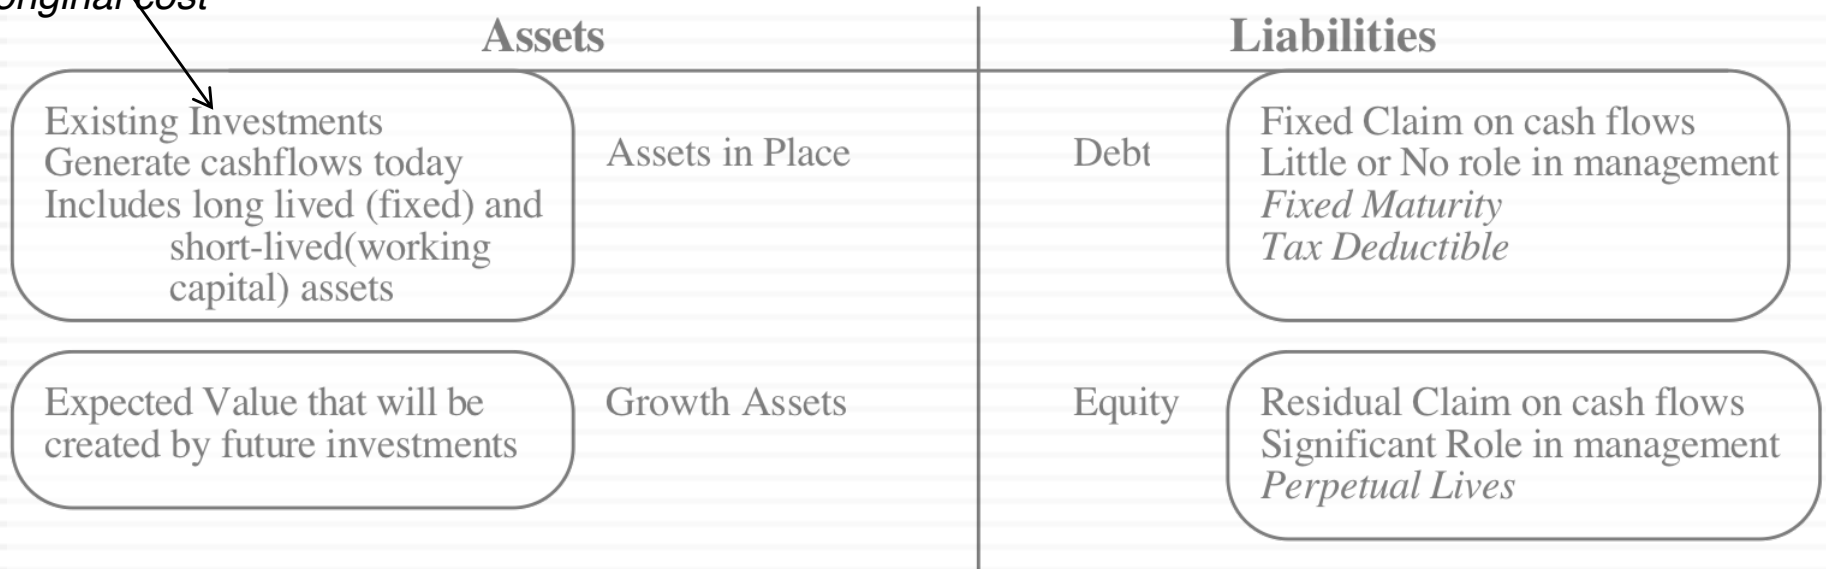 original cost
Assets
Liabilities
Existing Investments
Generate cashflows today
Includes long lived (fixed) and
short-lived(working
capital) assets
Assets in Place
Debt
Fixed Claim on cash flows
Little or No role in management
Fixed Maturity
Tax Deductible
Expected Value that will be
created by future investments
Growth Assets
Equity
Residual Claim on cash flows
Significant Role in management
Perpetual Lives